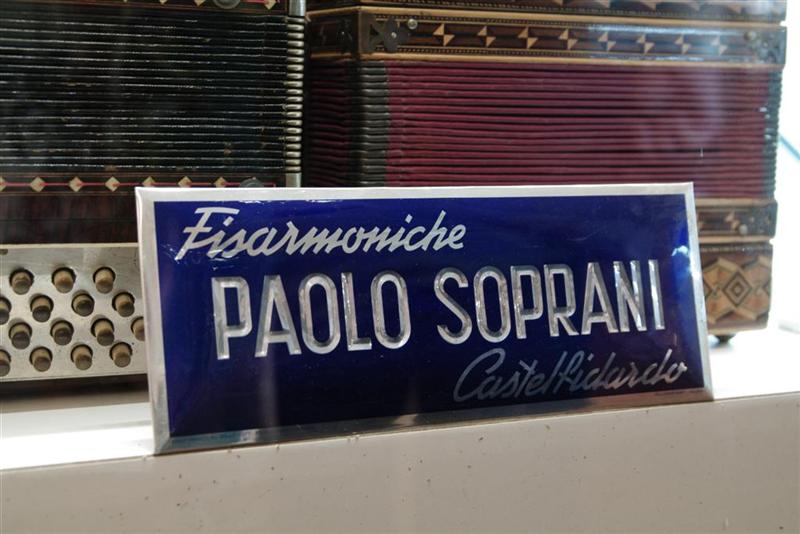 Fisarmoniche
PAOLO SOPRANI
Castelfidardo